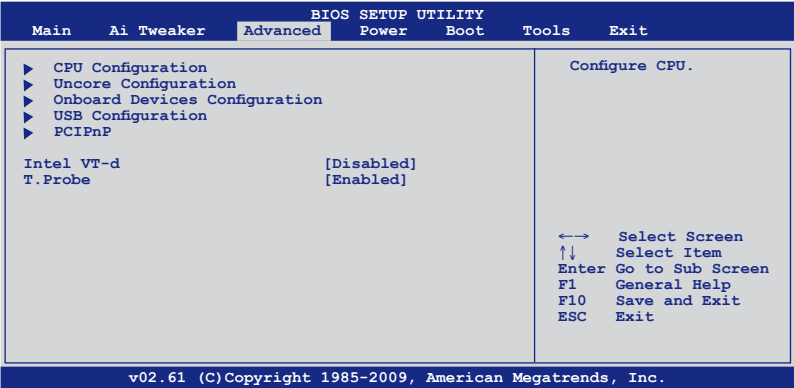 BIOS SETUP UTILITY
Main Ai Tweaker Advanced Power Boot Tools Exit
CPU Configuration
Uncore Configuration
Onboard Devices Configuration
USB Configuration
PCIPnP
Intel VT-d [Disabled]
T.Probe [Enabled]
Configure CPU.
←→ Select Screen
↑↓ Select Item
Enter Go to Sub Screen
F1 General Help
F10 Save and Exit
ESC Exit
v02.61 (C)Copyright 1985-2009, American Megatrends, Inc.